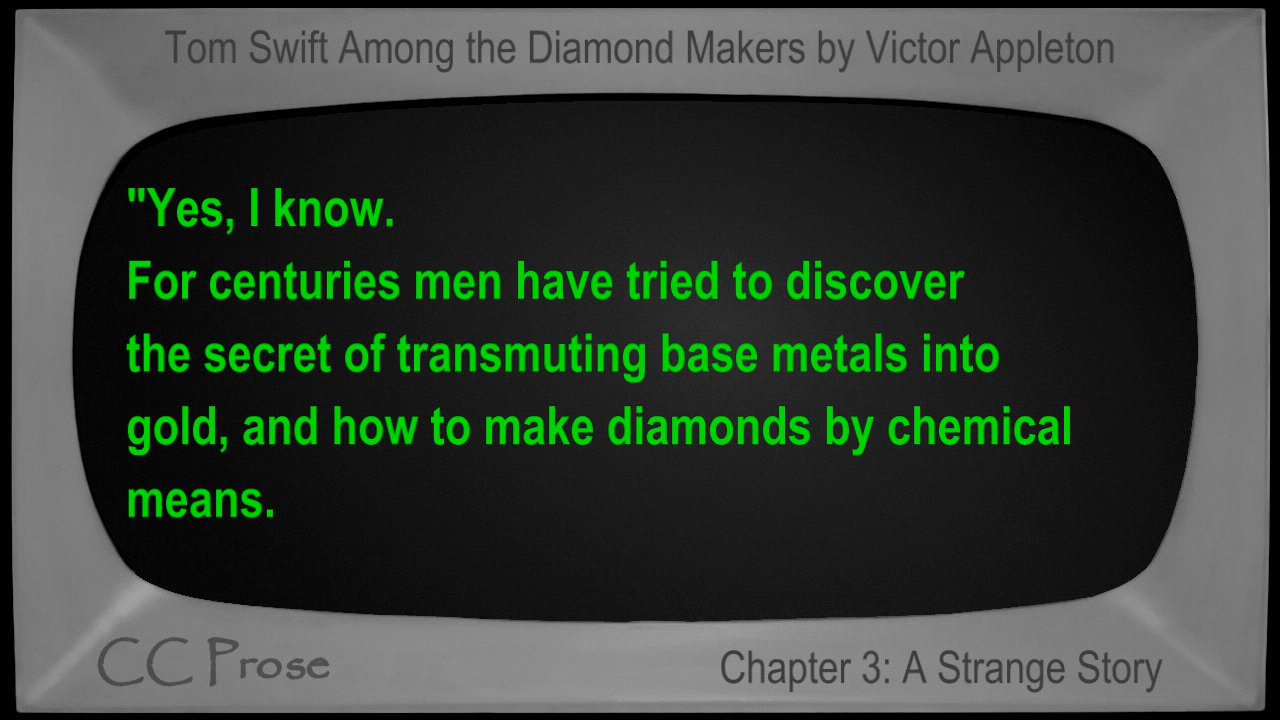 Tom Swift Among the Diamond Makers by Victor Appleton
"Yes, I know.
For centuries men have tried to discover
the secret of transmuting base metals into
gold, and how to make diamonds by chemical
means.
CC Prose
Chapter 3: A Strange Story